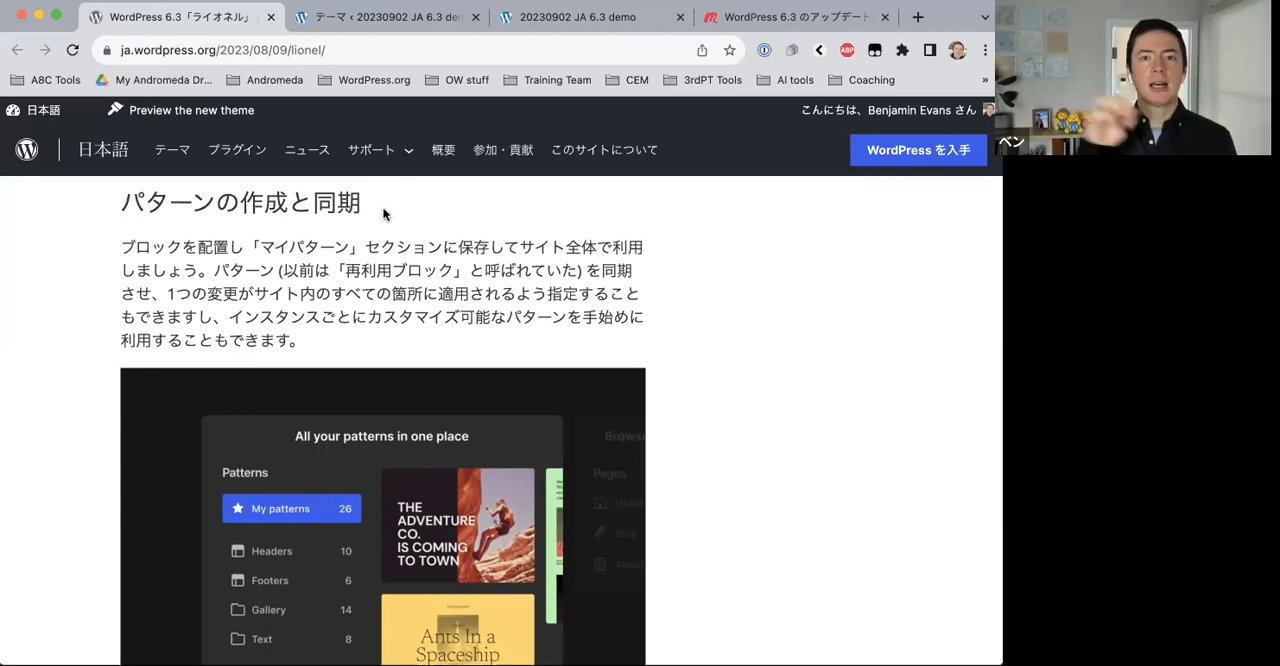 WordPress 6.3「ライオネル」
テーマ ‹ 20230902 JA 6.3 de
20230902 JA 6.3 demo
WordPress 6.3 のアップデート
ja.wordpress.org/2023/08/09/lionel/
ABP
A8C Tools
My Andromeda Dr...
Andromeda
WordPress.org
OW stuff
Training Team
CEM
3rdPT Tools
AI tools
Coaching
»
日本語
Preview the new theme
こんにちは、Benjamin Evans さん
日本語
テーマ
プラグイン
ニュース
サポート
概要
参加・貢献
このサイトについて
WordPress を入手
ベン
パターンの作成と同期
ブロックを配置し「マイパターン」セクションに保存してサイト全体で利用
しましょう。パターン (以前は「再利用ブロック」と呼ばれていた) を同期
させ、1つの変更がサイト内のすべての箇所に適用されるよう指定すること
もできますし、インスタンスごとにカスタマイズ可能なパターンを手始めに
利用することもできます。
All your patterns in one place
Patterns
My patterns 26
Headers 10
Footers 6
Gallery 14
Text 8
THE
ADVENTURE
CO.
IS COMING
TO TOWN
Ants In a
Spaceship
Brows
Pages
Home
Blog
Abou